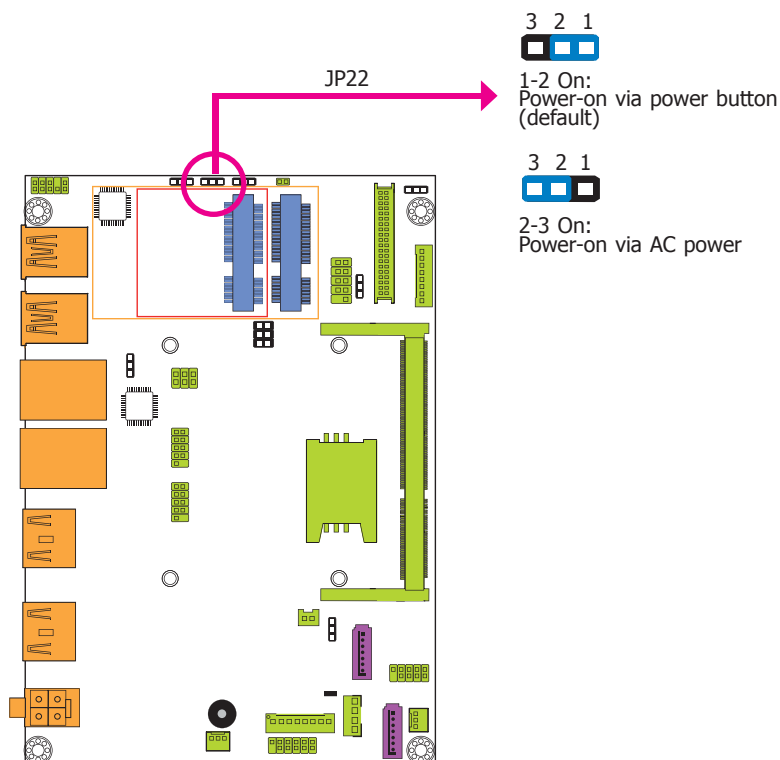 3 2 1
JP22
1-2 On:
Power-on via power button
(default)
3 2 1
2-3 On:
Power-on via AC power